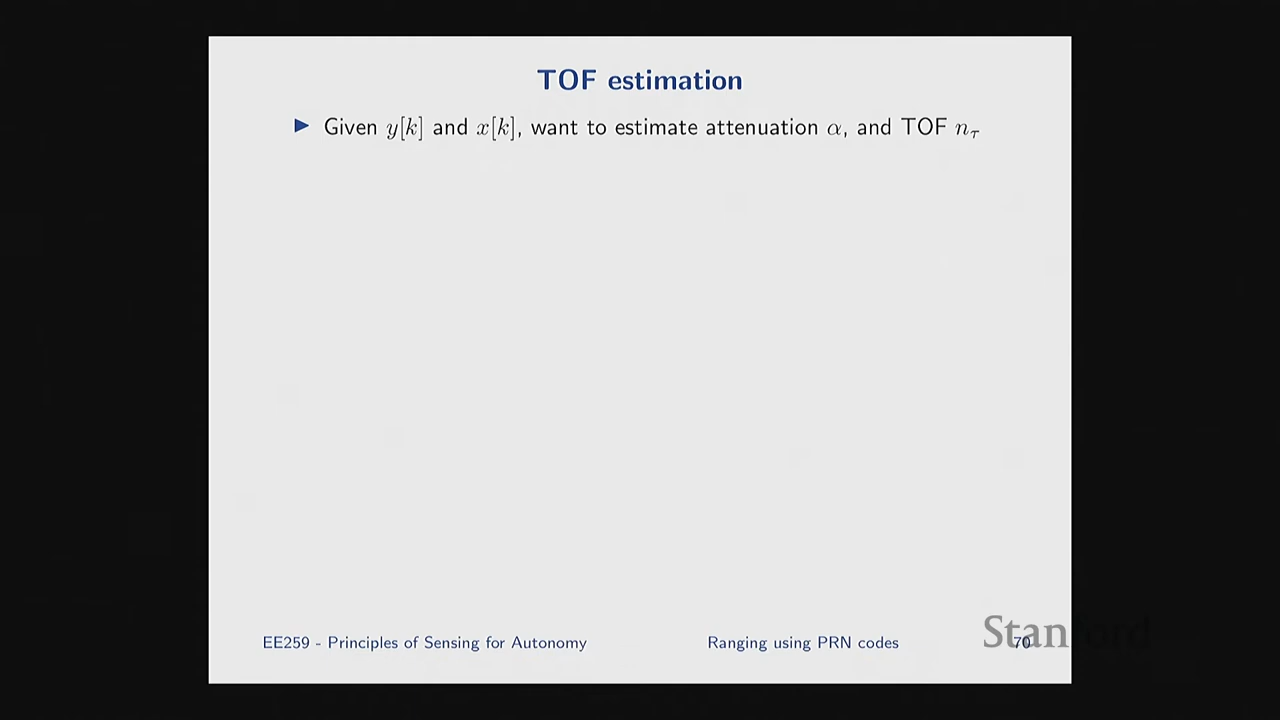 TOF estimation
▶ Given y[k] and x[k], want to estimate attenuation α, and TOF n_τ
EE259 - Principles of Sensing for Autonomy
Ranging using PRN codes
70
Stanford